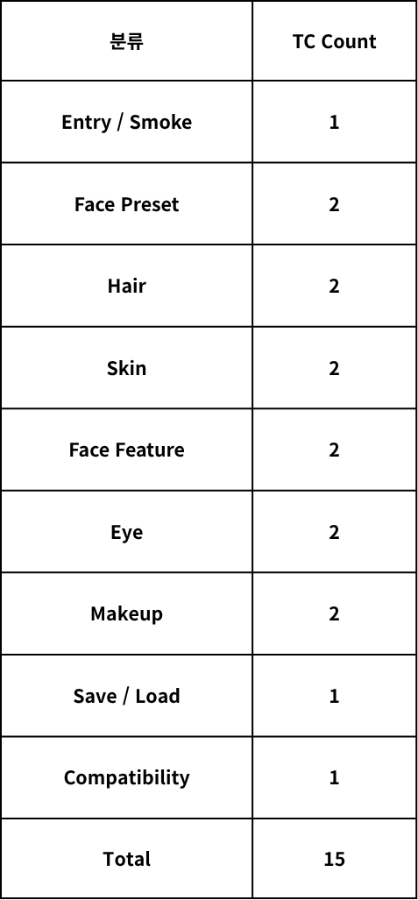 분류 TC Count
Entry / Smoke 1
Face Preset 2
Hair 2
Skin 2
Face Feature 2
Eye 2
Makeup 2
Save / Load 1
Compatibility 1
Total 15